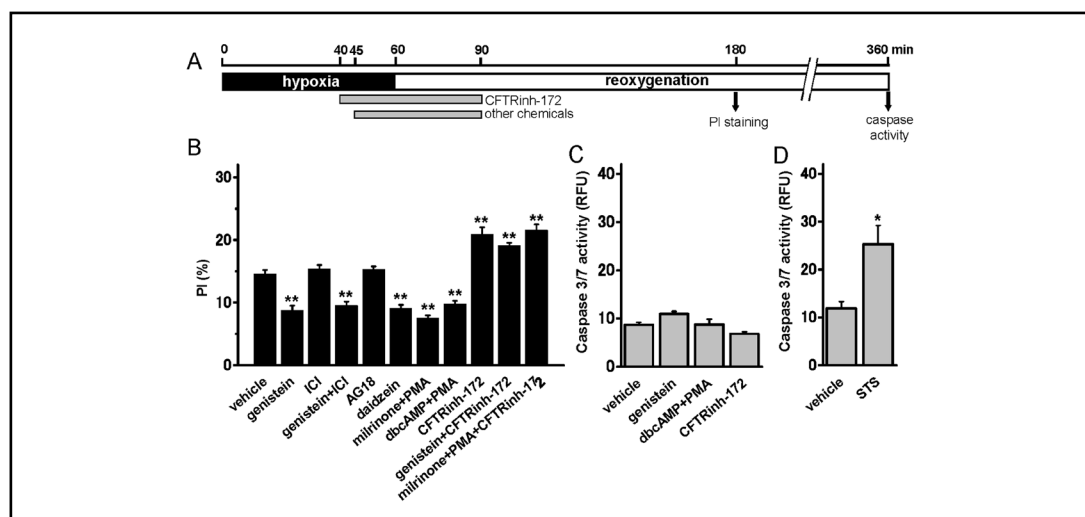 A
0 40 45 60 90 180 360 min
hypoxia reoxygenation
CFTRinh-172
other chemicals
PI staining
caspase
activity
B
PI (%)
30
20
10
0
** ** ** ** ** ** ** **
vehicle
genistein
ICI
genistein+ICI
AG18
daidzein
milrinone+PMA
dbcAMP+PMA
CFTRinh-172
genistein+CFTRinh-172
milrinone+PMA+CFTRinh-172
C
Caspase 3/7 activity (RFU)
40
30
20
10
0
vehicle
genistein
dbcAMP+PMA
CFTRinh-172
D
Caspase 3/7 activity (RFU)
40
30
20
10
0
*
vehicle
STS